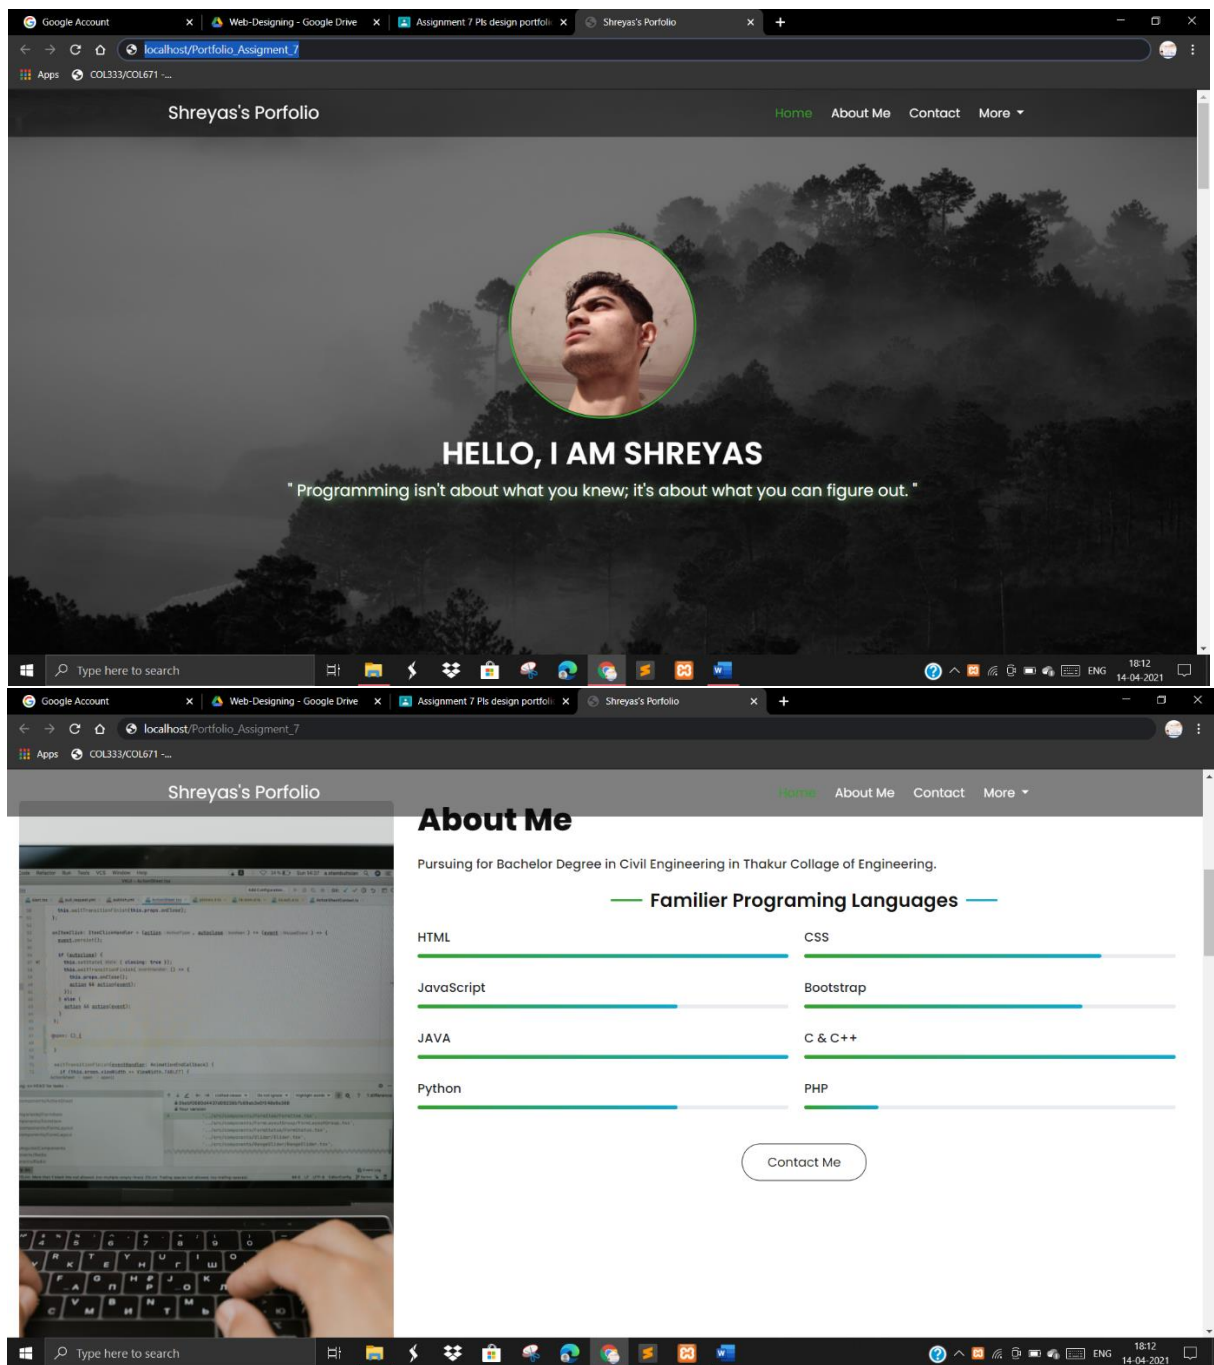 Google Account
Web-Designing - Google Drive
Assignment 7 Pls design portfoli
Shreyas's Porfolio
localhost/Portfolio_Assigment_7
Apps
COL333/COL671 -...
Shreyas's Porfolio
Home
About Me
Contact
More
HELLO, I AM SHREYAS
" Programming isn't about what you knew; it's about what you can figure out. "
Type here to search
ENG
18:12
14-04-2021
Google Account
Web-Designing - Google Drive
Assignment 7 Pls design portfoli
Shreyas's Porfolio
localhost/Portfolio_Assigment_7
Apps
COL333/COL671 -...
Shreyas's Porfolio
Home
About Me
Contact
More
About Me
Pursuing for Bachelor Degree in Civil Engineering in Thakur Collage of Engineering.
Familier Programing Languages
HTML
CSS
JavaScript
Bootstrap
JAVA
C & C++
Python
PHP
Contact Me
Type here to search
ENG
18:12
14-04-2021